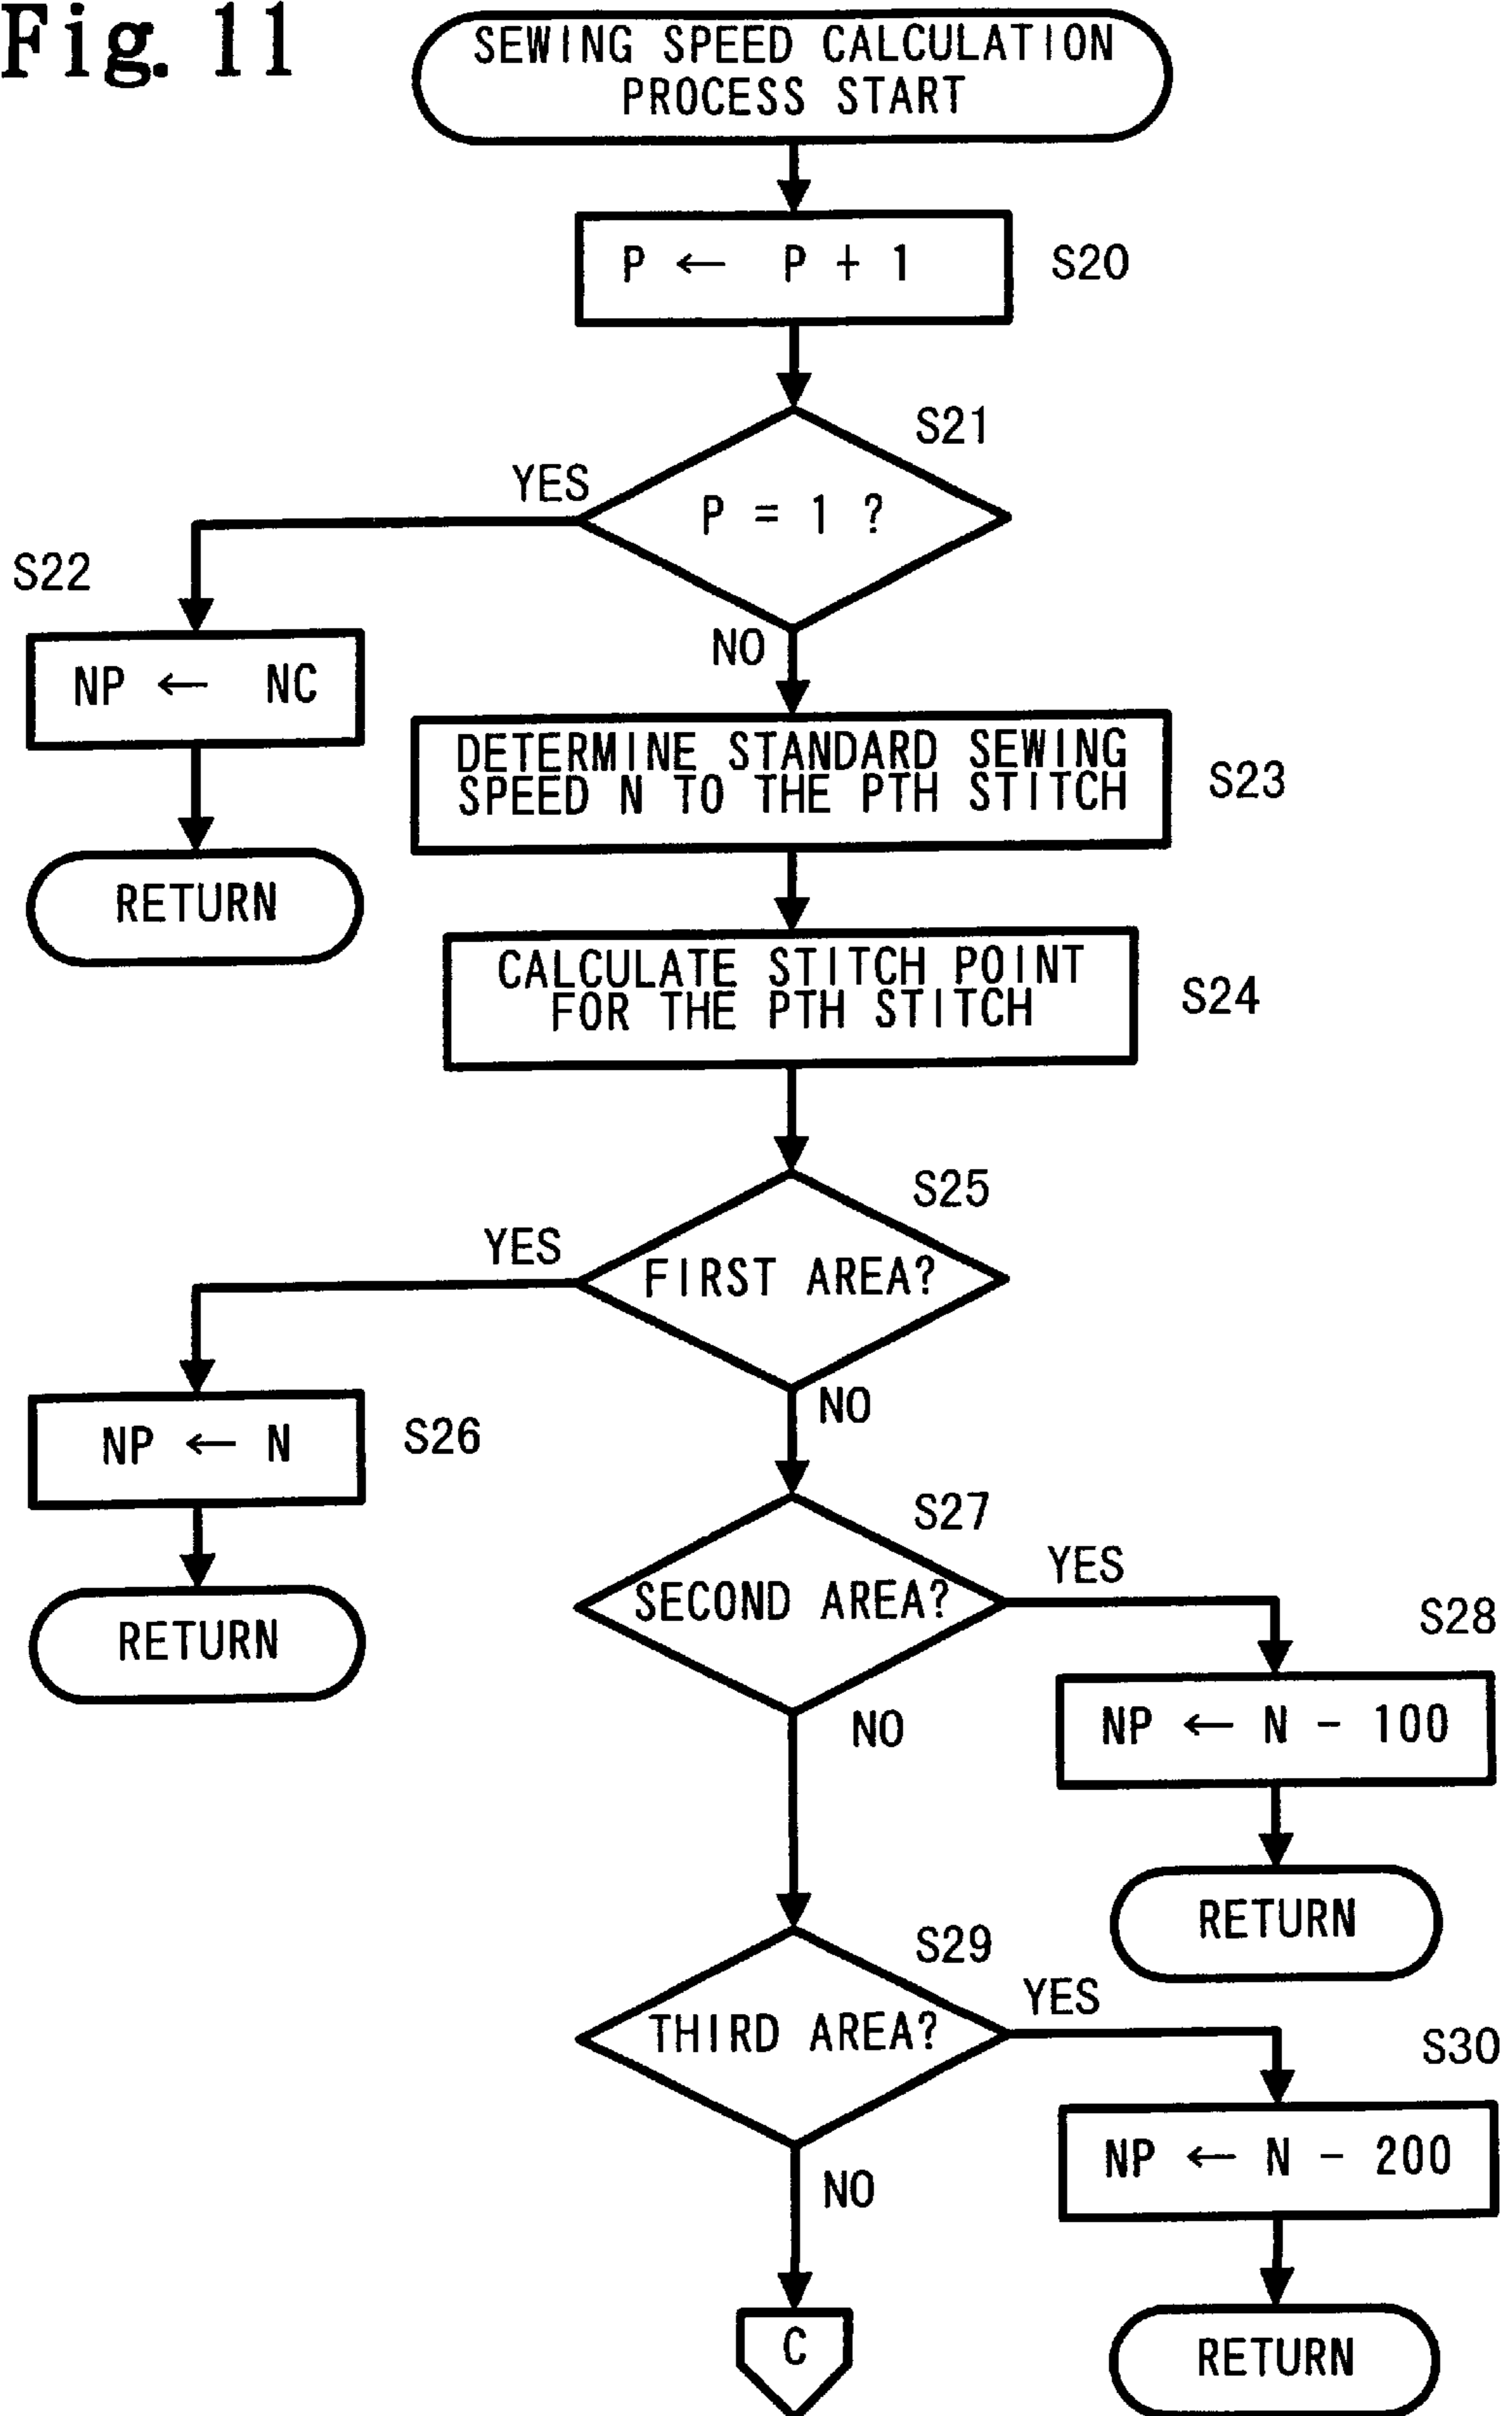 Fig. 11
SEWING SPEED CALCULATION
PROCESS START
P ← P + 1
S20
S21
YES
P = 1 ?
S22
NO
NP ← NC
DETERMINE STANDARD SEWING
SPEED N TO THE PTH STITCH
S23
RETURN
CALCULATE STITCH POINT
FOR THE PTH STITCH
S24
S25
YES
FIRST AREA?
NO
NP ← N
S26
S27
YES
SECOND AREA?
S28
RETURN
NO
NP ← N - 100
RETURN
S29
YES
THIRD AREA?
S30
NP ← N - 200
NO
C
RETURN